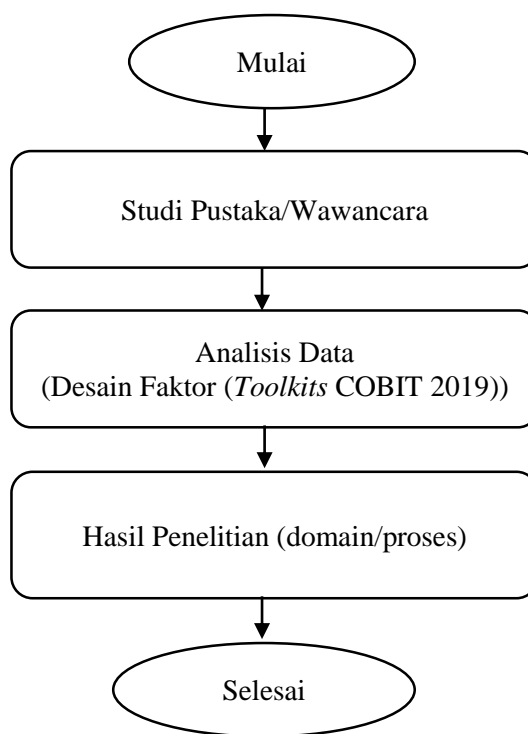 Mulai
Studi Pustaka/Wawancara
Analisis Data
(Desain Faktor (Toolkits COBIT 2019))
Hasil Penelitian (domain/proses)
Selesai